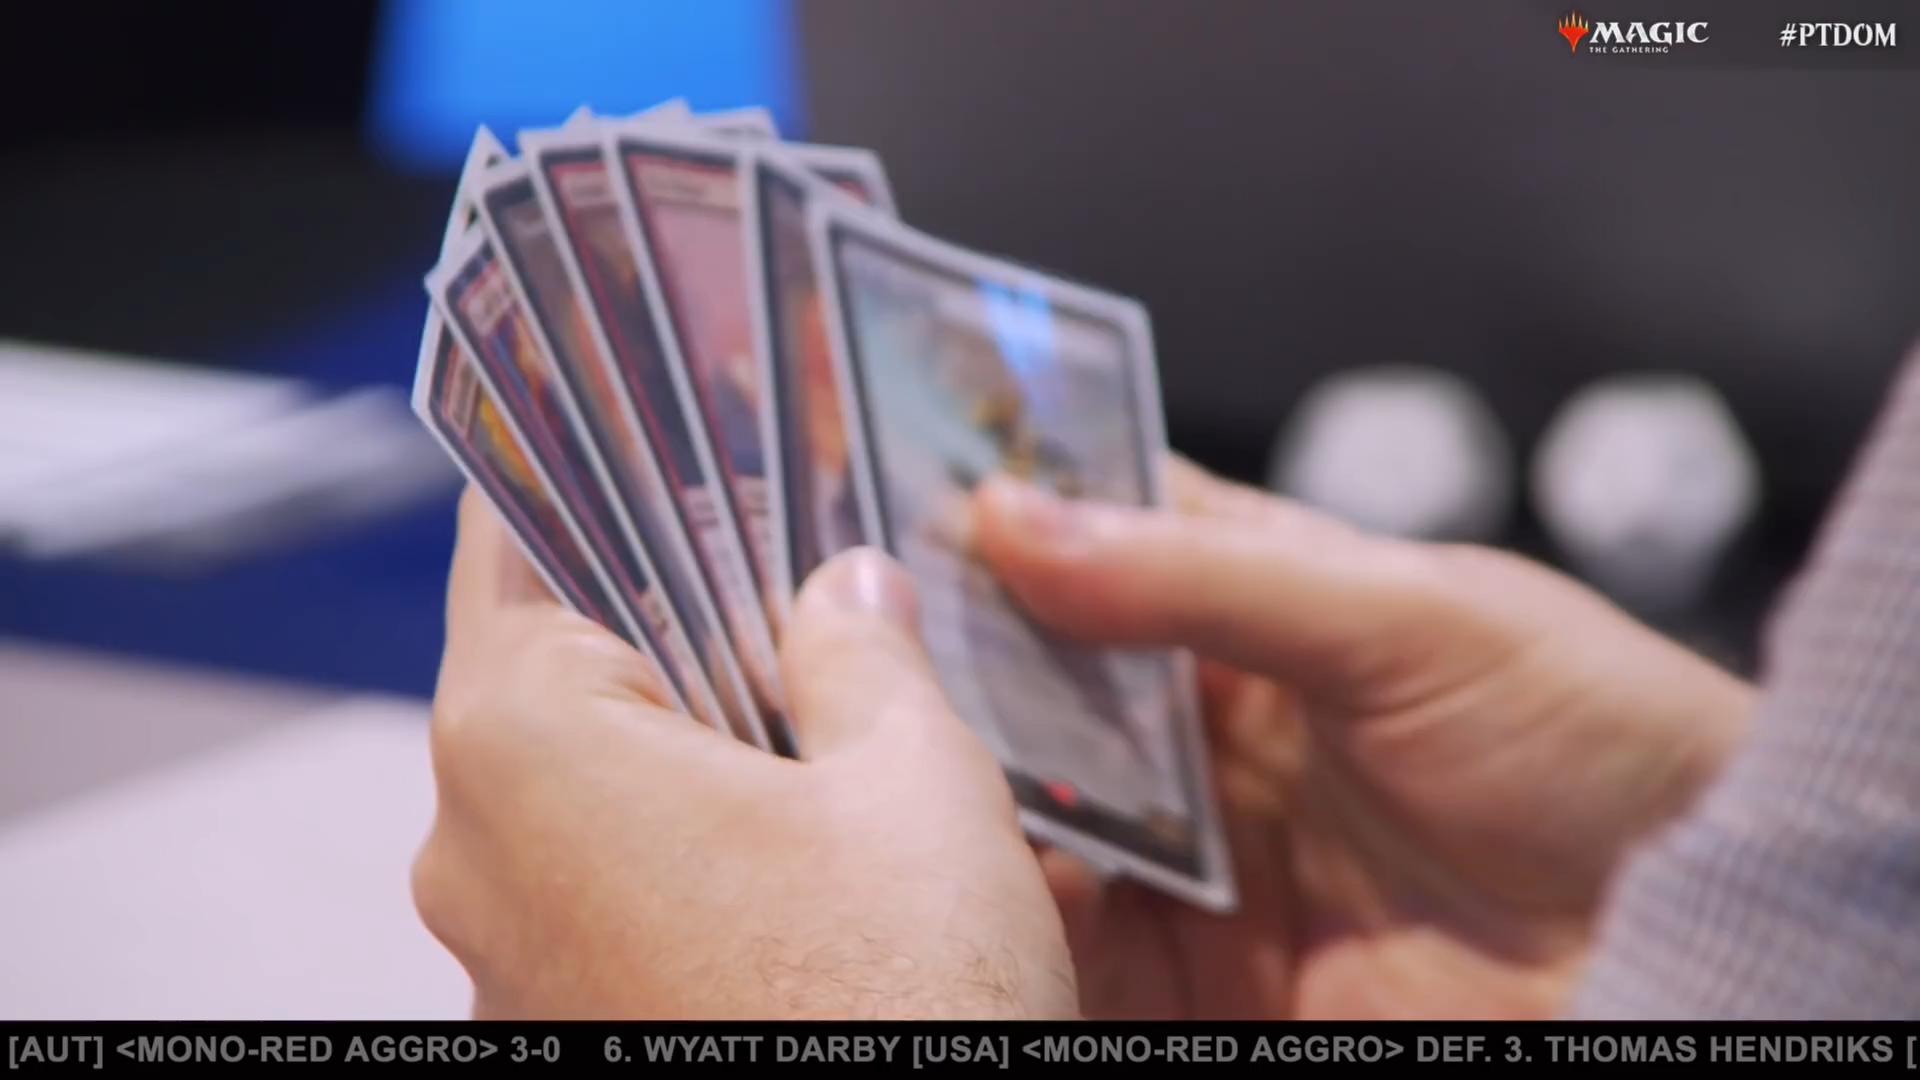 MAGIC
THE GATHERING
#PTDOM
[AUT] <MONO-RED AGGRO> 3-0 6. WYATT DARBY [USA] <MONO-RED AGGRO> DEF. 3. THOMAS HENDRIKS [